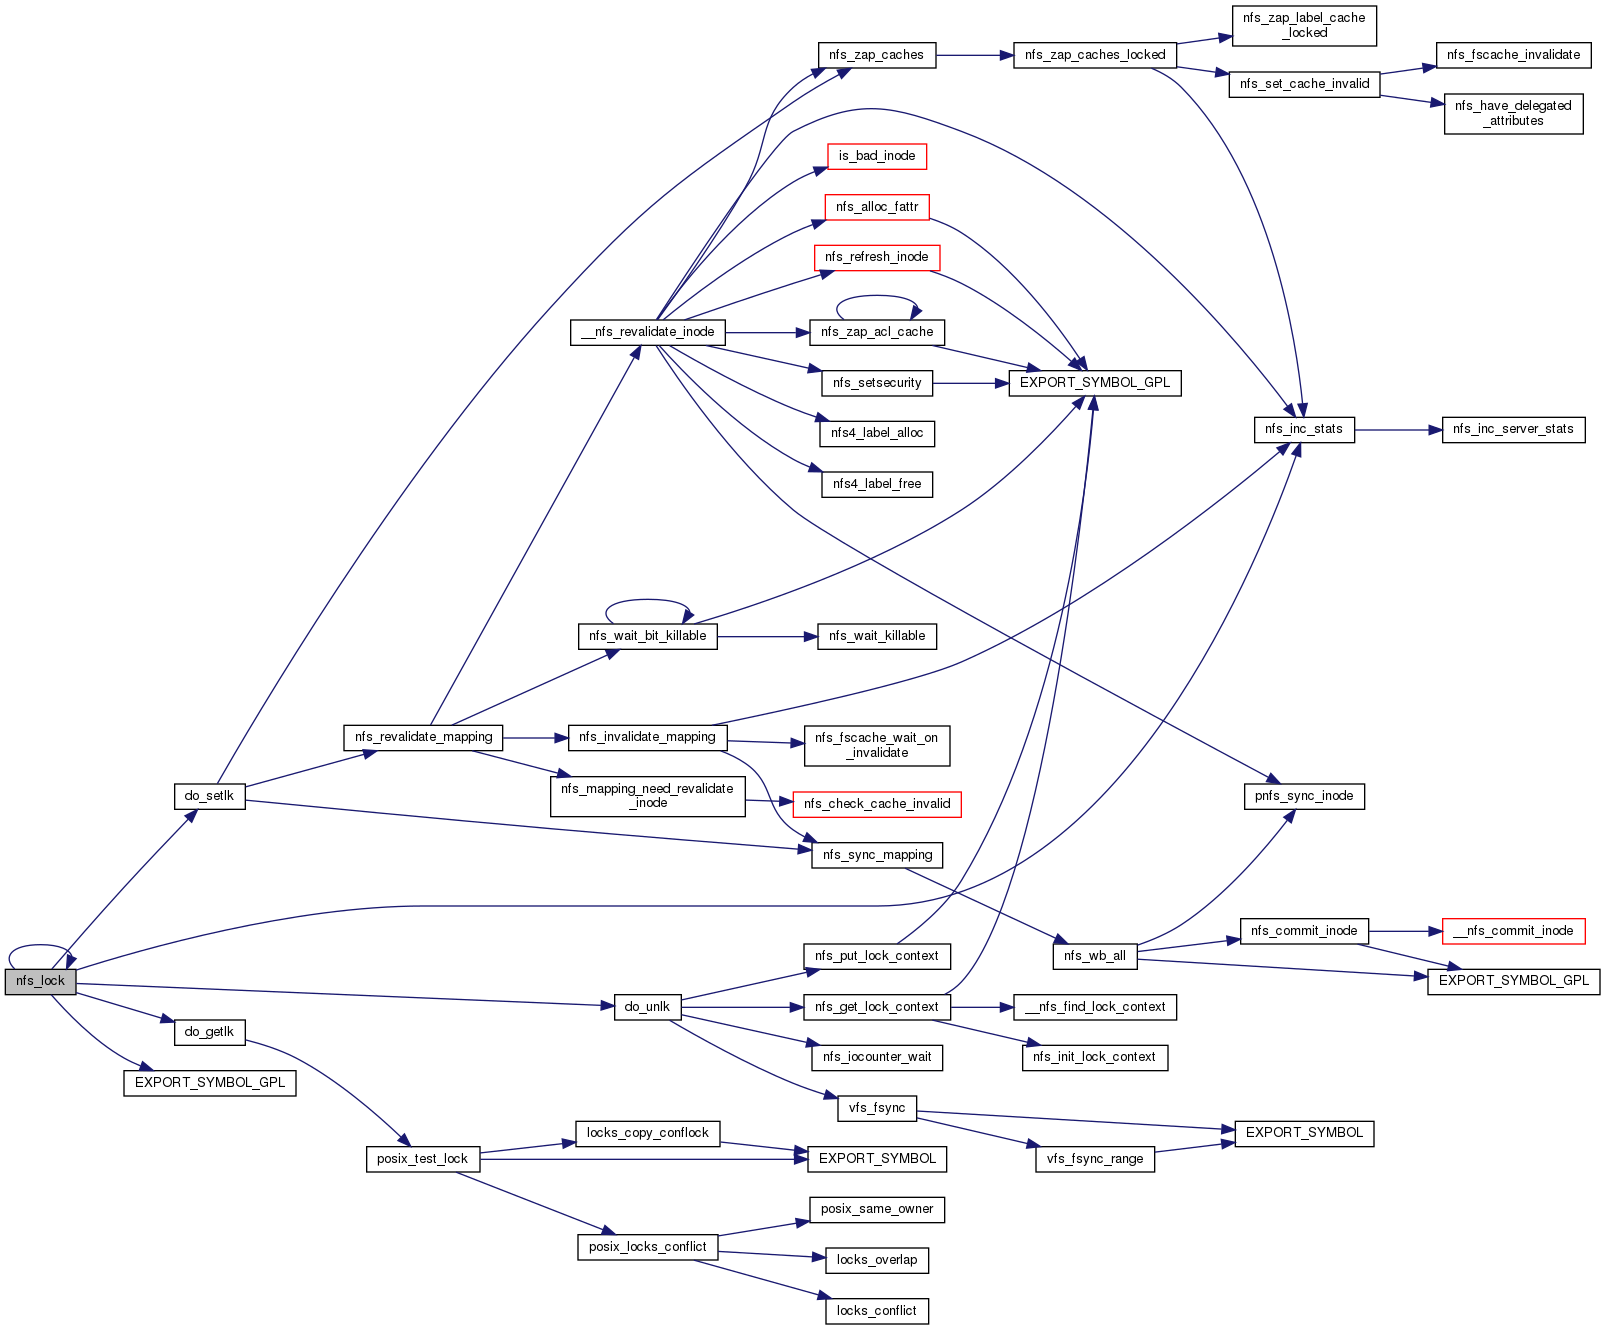 nfs_zap_label_cache
_locked
nfs_zap_caches
nfs_zap_caches_locked
nfs_fscache_invalidate
nfs_set_cache_invalid
nfs_have_delegated
_attributes
is_bad_inode
nfs_alloc_fattr
nfs_refresh_inode
__nfs_revalidate_inode
nfs_zap_acl_cache
nfs_setsecurity
EXPORT_SYMBOL_GPL
nfs4_label_alloc
nfs_inc_stats
nfs_inc_server_stats
nfs4_label_free
nfs_wait_bit_killable
nfs_wait_killable
nfs_revalidate_mapping
nfs_invalidate_mapping
nfs_fscache_wait_on
_invalidate
do_setlk
nfs_mapping_need_revalidate
_inode
nfs_check_cache_invalid
pnfs_sync_inode
nfs_sync_mapping
nfs_commit_inode
__nfs_commit_inode
nfs_put_lock_context
nfs_wb_all
nfs_lock
EXPORT_SYMBOL_GPL
do_unlk
nfs_get_lock_context
__nfs_find_lock_context
do_getlk
nfs_iocounter_wait
nfs_init_lock_context
EXPORT_SYMBOL_GPL
vfs_fsync
locks_copy_conflock
EXPORT_SYMBOL
posix_test_lock
EXPORT_SYMBOL
vfs_fsync_range
posix_same_owner
posix_locks_conflict
locks_overlap
locks_conflict